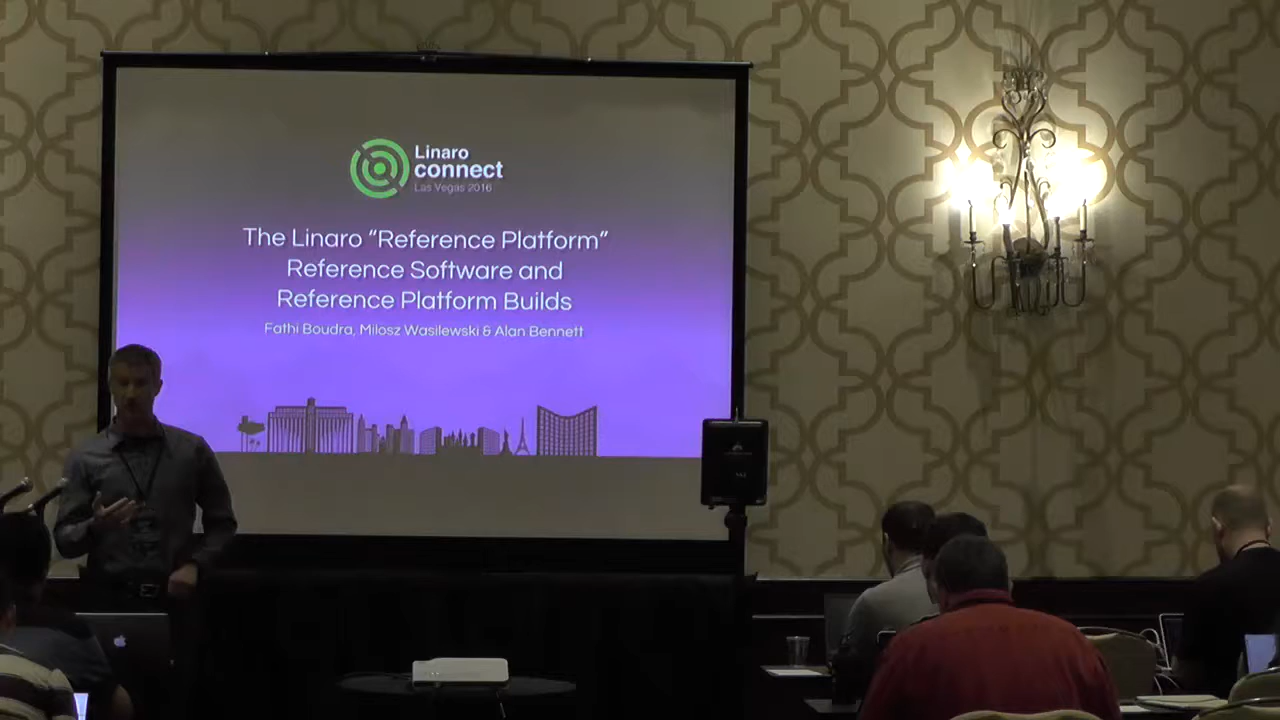 Linaro
connect
Las Vegas 2016
The Linaro “Reference Platform”
Reference Software and
Reference Platform Builds
Fathi Boudra, Milosz Wasilewski & Alan Bennett